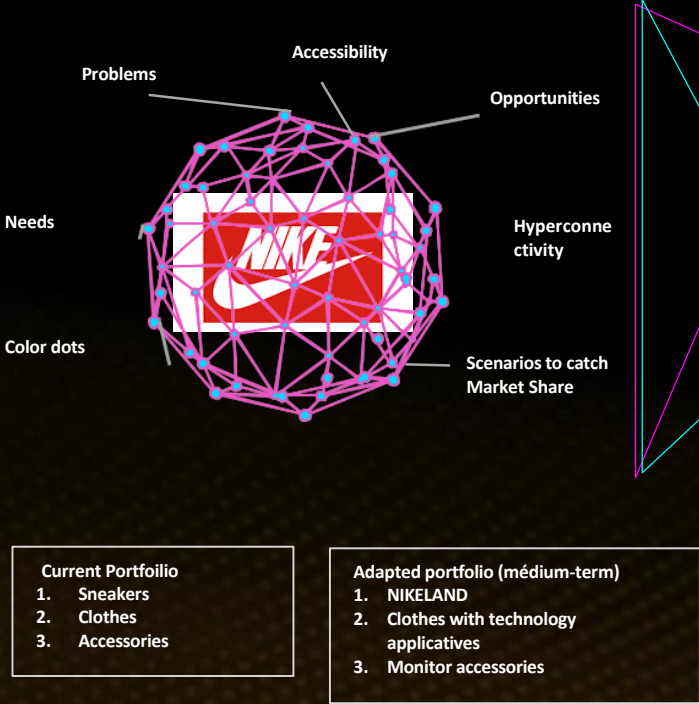 Accessibility
Problems
Opportunities
Needs
NIKE
Hyperconne
ctivity
Color dots
Scenarios to catch
Market Share
Current Portfoilio
1. Sneakers
2. Clothes
3. Accessories
Adapted portfolio (médium-term)
1. NIKELAND
2. Clothes with technology
applicatives
3. Monitor accessories